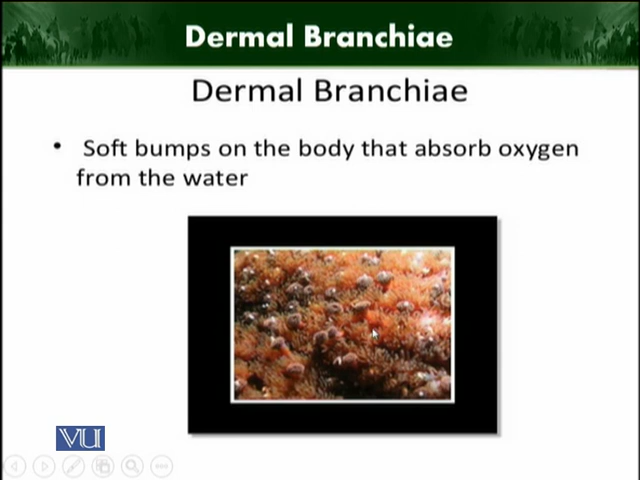 Dermal Branchiae
Dermal Branchiae
• Soft bumps on the body that absorb oxygen
from the water
VU